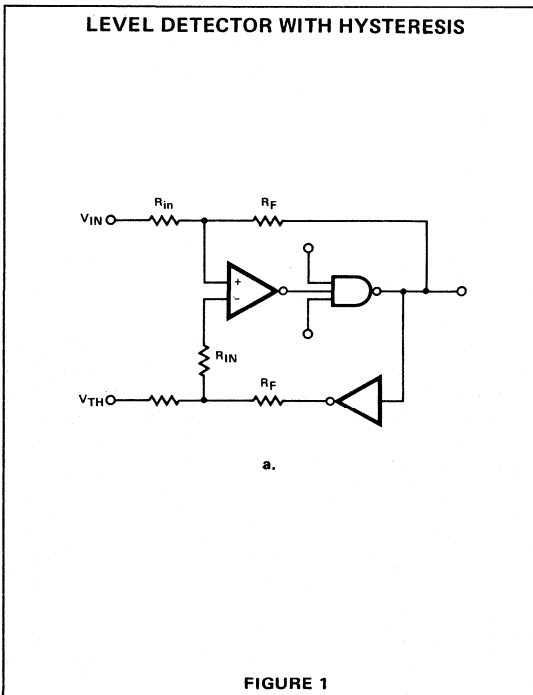 LEVEL DETECTOR WITH HYSTERESIS
Rin
RF
VIN
+
−
RIN
RF
VTH
a.
FIGURE 1